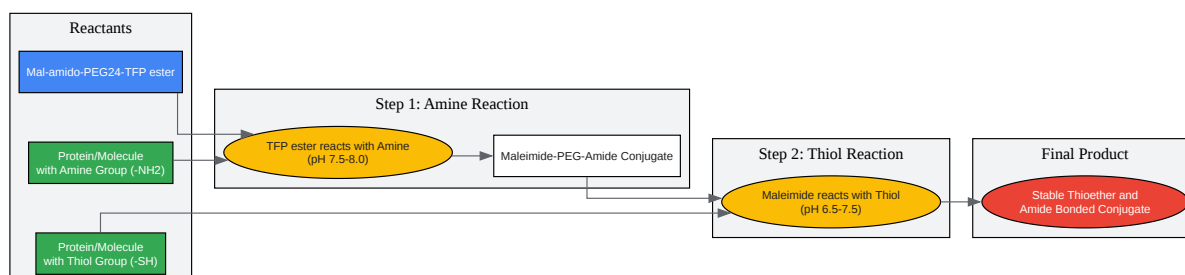 Reactants
Mal-amido-PEG24-TFP ester
Protein/Molecule
with Amine Group (-NH2)
Protein/Molecule
with Thiol Group (-SH)
Step 1: Amine Reaction
TFP ester reacts with Amine
(pH 7.5-8.0)
Maleimide-PEG-Amide Conjugate
Step 2: Thiol Reaction
Maleimide reacts with Thiol
(pH 6.5-7.5)
Final Product
Stable Thioether and
Amide Bonded Conjugate